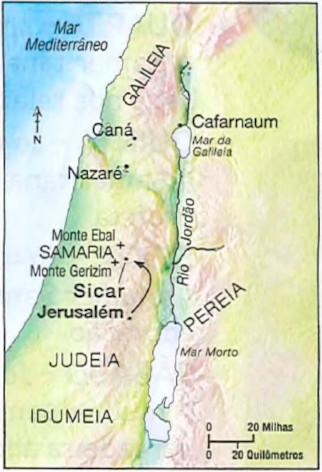 Mar
Mediterrâneo
GALILEIA
N
Caná
Cafarnaum
Mar da
Galileia
Nazaré
Rio Jordão
Monte Ebal
SAMARIA
Monte Gerizim
Sicar
Jerusalém
PEREIA
JUDEIA
Mar Morto
IDUMEIA
0 20 Milhas
0 20 Quilômetros